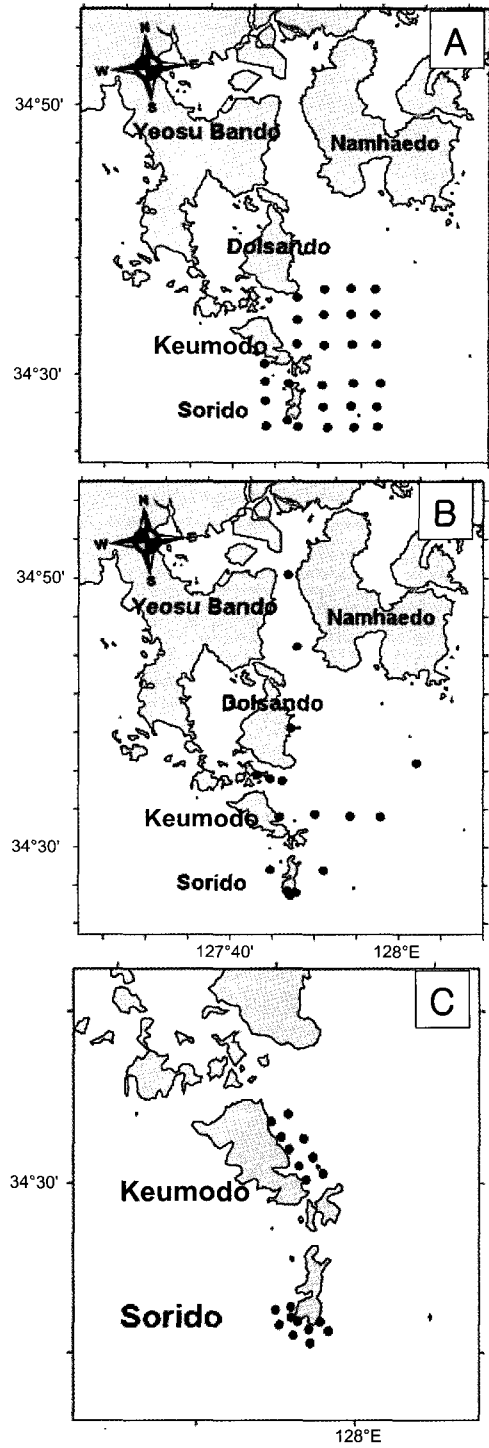 A
N
W
E
S
34°50'
Yeosu Bando
Namhaedo
Dolsando
Keumodo
34°30'
Sorido
B
N
W
E
S
34°50'
Yeosu Bando
Namhaedo
Dolsando
Keumodo
34°30'
Sorido
127°40'
128°E
C
34°30'
Keumodo
Sorido
128°E